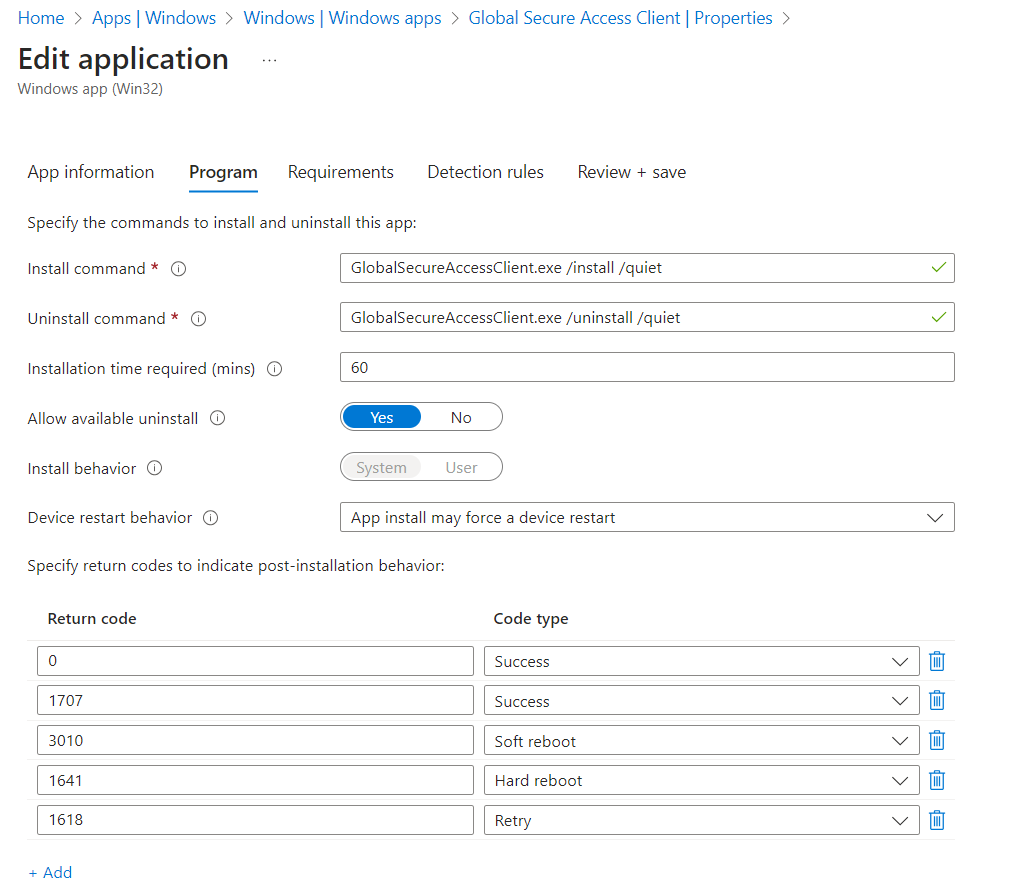 Home > Apps | Windows > Windows | Windows apps > Global Secure Access Client | Properties >
Edit application ...
Windows app (Win32)
App information Program Requirements Detection rules Review + save
Specify the commands to install and uninstall this app:
Install command * GlobalSecureAccessClient.exe /install /quiet
Uninstall command * GlobalSecureAccessClient.exe /uninstall /quiet
Installation time required (mins) 60
Allow available uninstall Yes No
Install behavior System User
Device restart behavior App install may force a device restart
Specify return codes to indicate post-installation behavior:
Return code Code type
0 Success
1707 Success
3010 Soft reboot
1641 Hard reboot
1618 Retry
+ Add